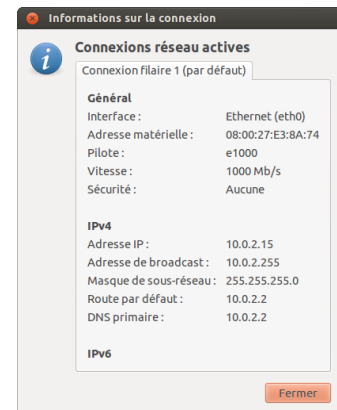 Informations sur la connexion
Connexions réseau actives
Connexion filaire 1 (par défaut)
Général
Interface : Ethernet (eth0)
Adresse matérielle : 08:00:27:E3:8A:74
Pilote : e1000
Vitesse : 1000 Mb/s
Sécurité : Aucune
IPv4
Adresse IP : 10.0.2.15
Adresse de broadcast : 10.0.2.255
Masque de sous-réseau : 255.255.255.0
Route par défaut : 10.0.2.2
DNS primaire : 10.0.2.2
IPv6
Fermer